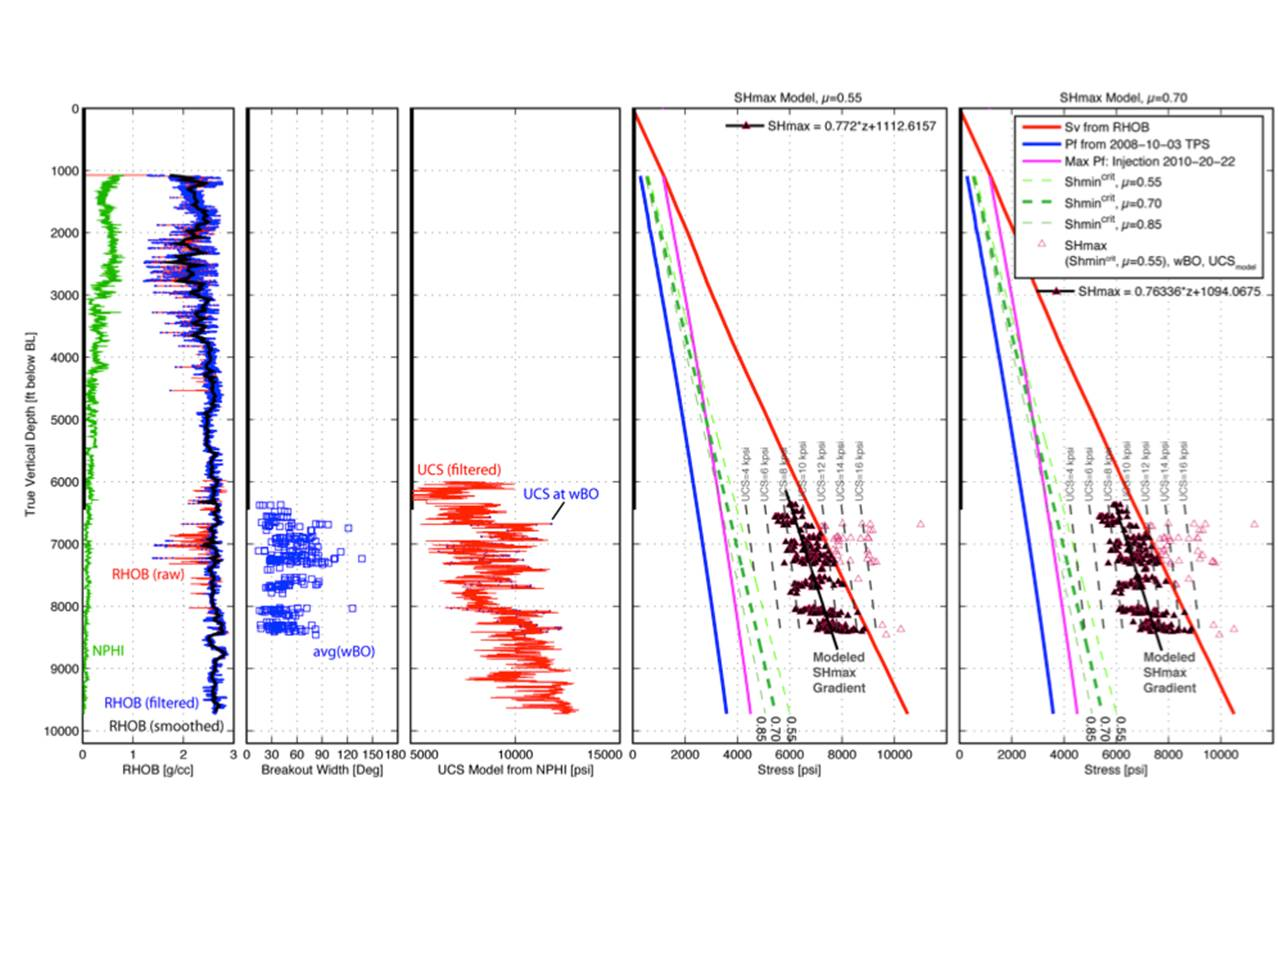 SHmax Model, μ=0.55
SHmax Model, μ=0.70
True Vertical Depth [ft below BL]
0
1000
2000
3000
4000
5000
6000
7000
8000
9000
10000
RHOB (raw)
NPHI
RHOB (filtered)
RHOB (smoothed)
0 1 2 3
RHOB [g/cc]
avg(wBO)
0 30 60 90 120 150 180
Breakout Width [Deg]
UCS (filtered)
UCS at wBO
5000 10000 15000
UCS Model from NPHI [psi]
SHmax = 0.772*z+1112.6157
UCS=4 kpsi
UCS=6 kpsi
UCS=8 kpsi
UCS=10 kpsi
UCS=12 kpsi
UCS=14 kpsi
UCS=16 kpsi
Modeled
SHmax
Gradient
0.85
0.70
0.55
0 2000 4000 6000 8000 10000
Stress [psi]
Sv from RHOB
Pf from 2008-10-03 TPS
Max Pf: Injection 2010-20-22
Shmincrit, μ=0.55
Shmincrit, μ=0.70
Shmincrit, μ=0.85
SHmax
(Shmincrit, μ=0.55), wBO, UCSmodel
SHmax = 0.76336*z+1094.0675
UCS=4 kpsi
UCS=6 kpsi
UCS=8 kpsi
UCS=10 kpsi
UCS=12 kpsi
UCS=14 kpsi
UCS=16 kpsi
Modeled
SHmax
Gradient
0.85
0.70
0.55
0 2000 4000 6000 8000 10000
Stress [psi]